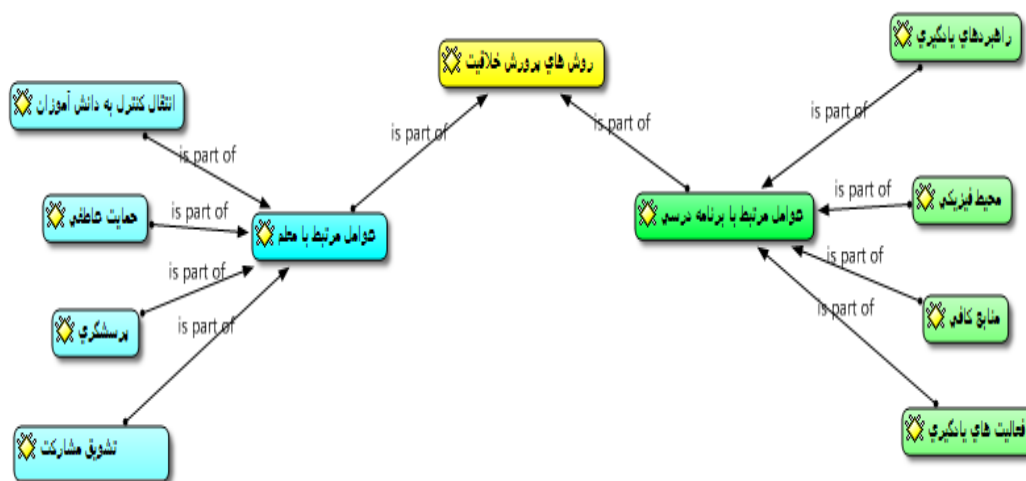 روش هاي پرورش خلاقيت
راهبردهاي يادگيري
انتقال كنترل به دانش آموزان
is part of
is part of
is part of
is part of
محيط فيزيكي
is part of
حمايت عاطفي
is part of
عوامل مرتبط با برنامه درسي
عوامل مرتبط با معلم
is part of
is part of
منابع كافي
is part of
پرسشگري
is part of
فعاليت هاي يادگيري
تشويق مشاركت